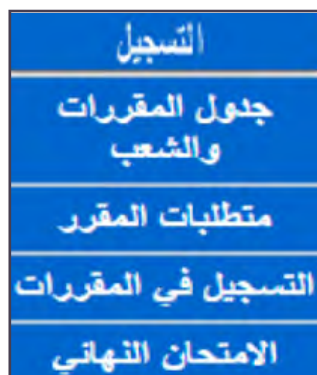 التسجيل
جدول المقررات
والشعب
متطلبات المقرر
التسجيل في المقررات
الامتحان النهائي